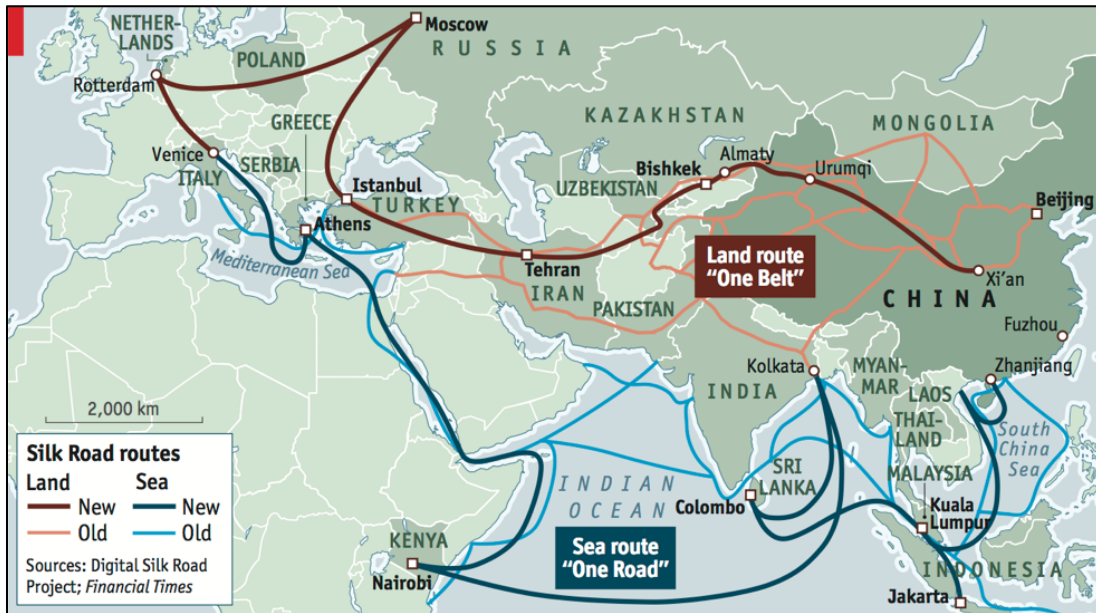 NETHER-
LANDS
Rotterdam
POLAND
Moscow
RUSSIA
GREECE
Venice
ITALY
SERBIA
Istanbul
TURKEY
Athens
Mediterranean Sea
KAZAKHSTAN
MONGOLIA
Almaty
Bishkek
Urumqi
UZBEKISTAN
Beijing
Tehran
IRAN
Land route
“One Belt”
Xi’an
CHINA
PAKISTAN
Fuzhou
Kolkata
Zhanjiang
INDIA
MYAN-
MAR
LAOS
THAI-
LAND
South
China
Sea
2,000 km
Silk Road routes
Land Sea
New New
Old Old
Sources: Digital Silk Road
Project; Financial Times
INDIAN
OCEAN
SRI
LANKA
Colombo
MALAYSIA
Kuala
Lumpur
KENYA
Nairobi
Sea route
“One Road”
INDONESIA
Jakarta